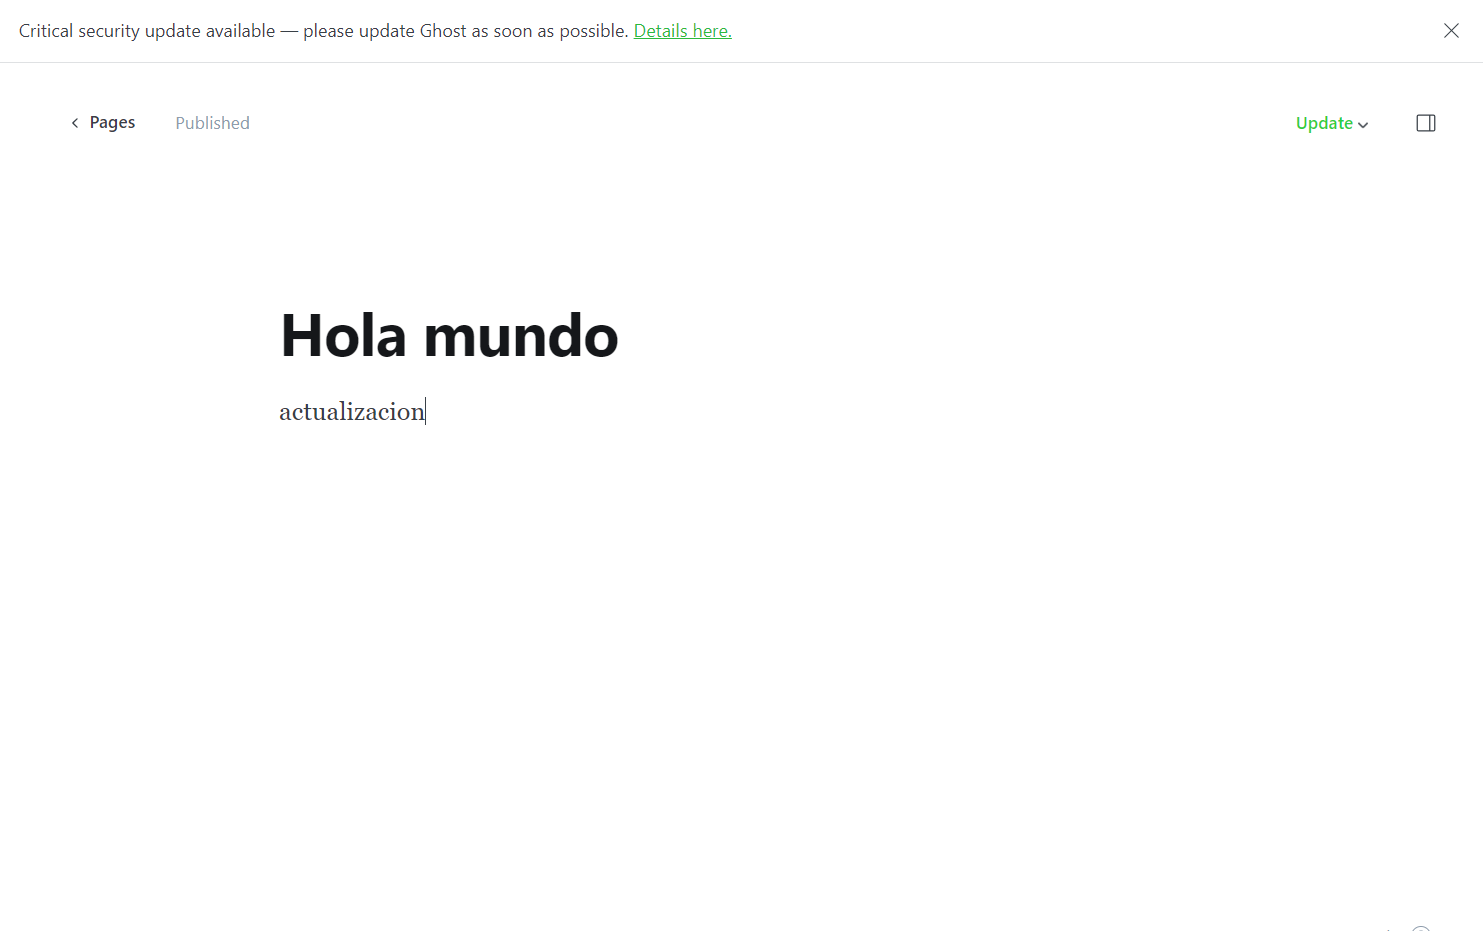 Critical security update available — please update Ghost as soon as possible. Details here.
Pages Published Update
Hola mundo
actualizacion